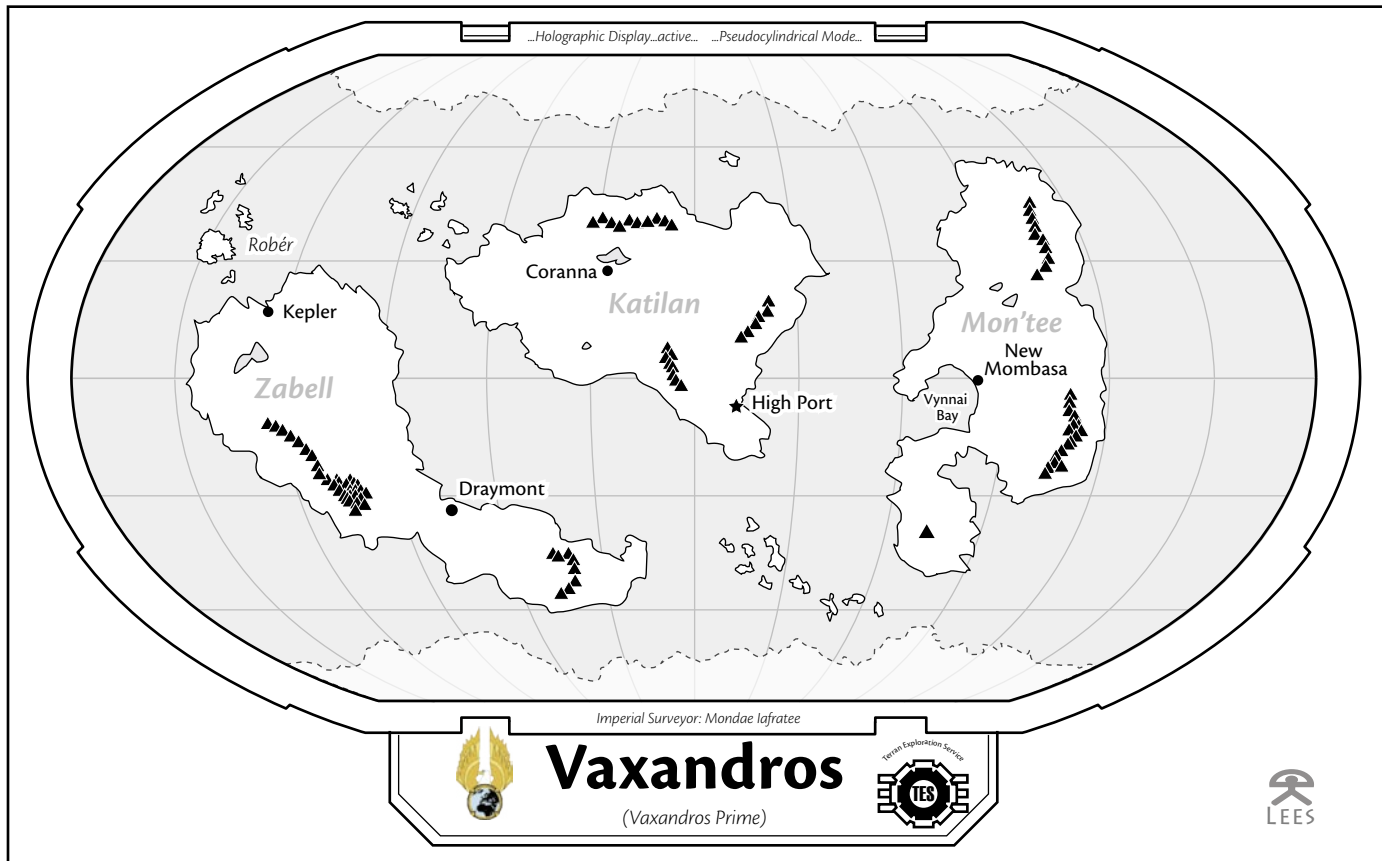 ...Holographic Display...active... ...Pseudocylindrical Mode...
Robér
Kepler
Coranna
Katilan
Mon'tee
New
Mombasa
Zabell
Vynnai
Bay
High Port
Draymont
Imperial Surveyor: Mondae Iafratee
Vaxandros
(Vaxandros Prime)
Terran Exploration Service
TES
LEES